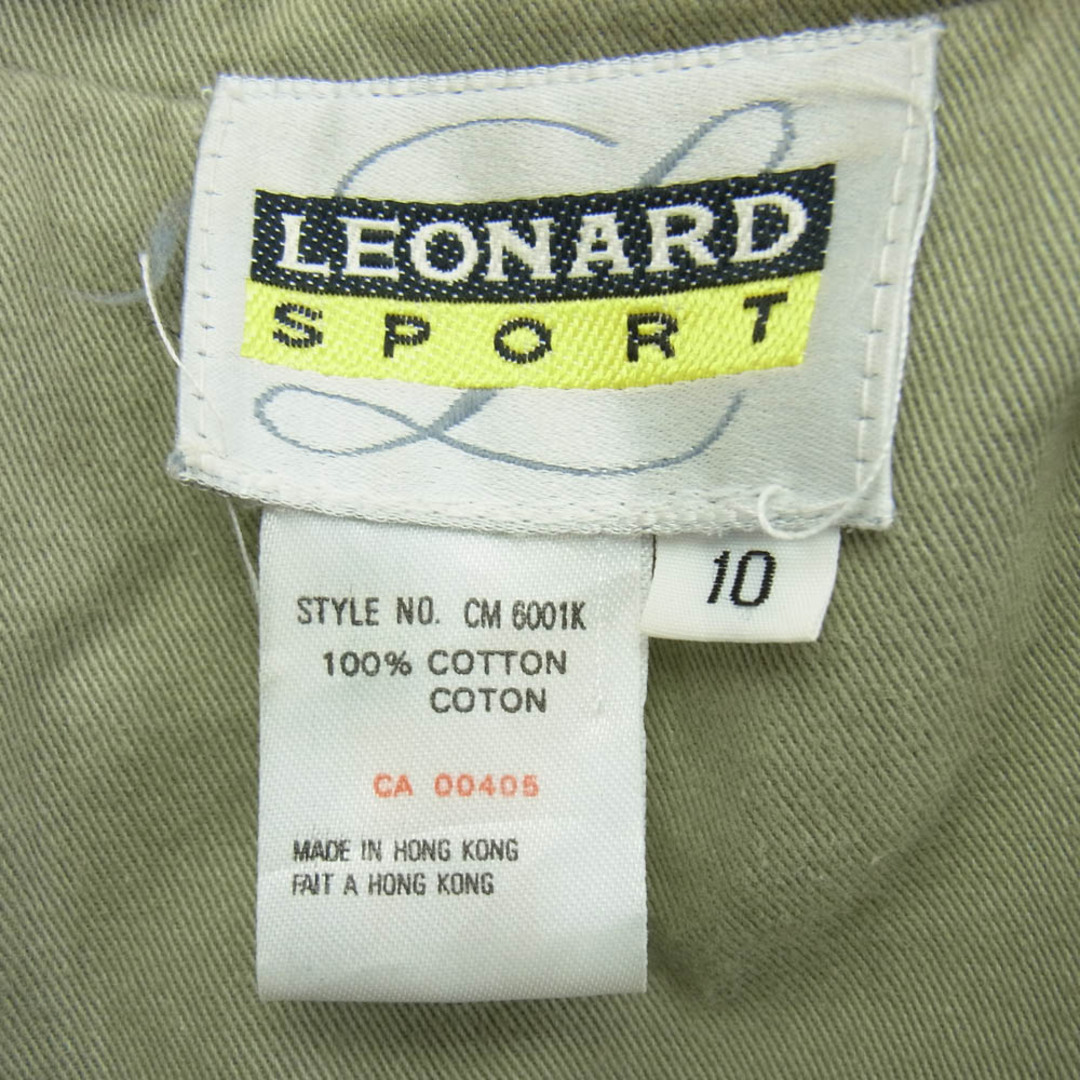 LEONARD
SPORT
10
STYLE NO. CM 6001K
100% COTTON
COTON
CA 00405
MADE IN HONG KONG
FAIT A HONG KONG